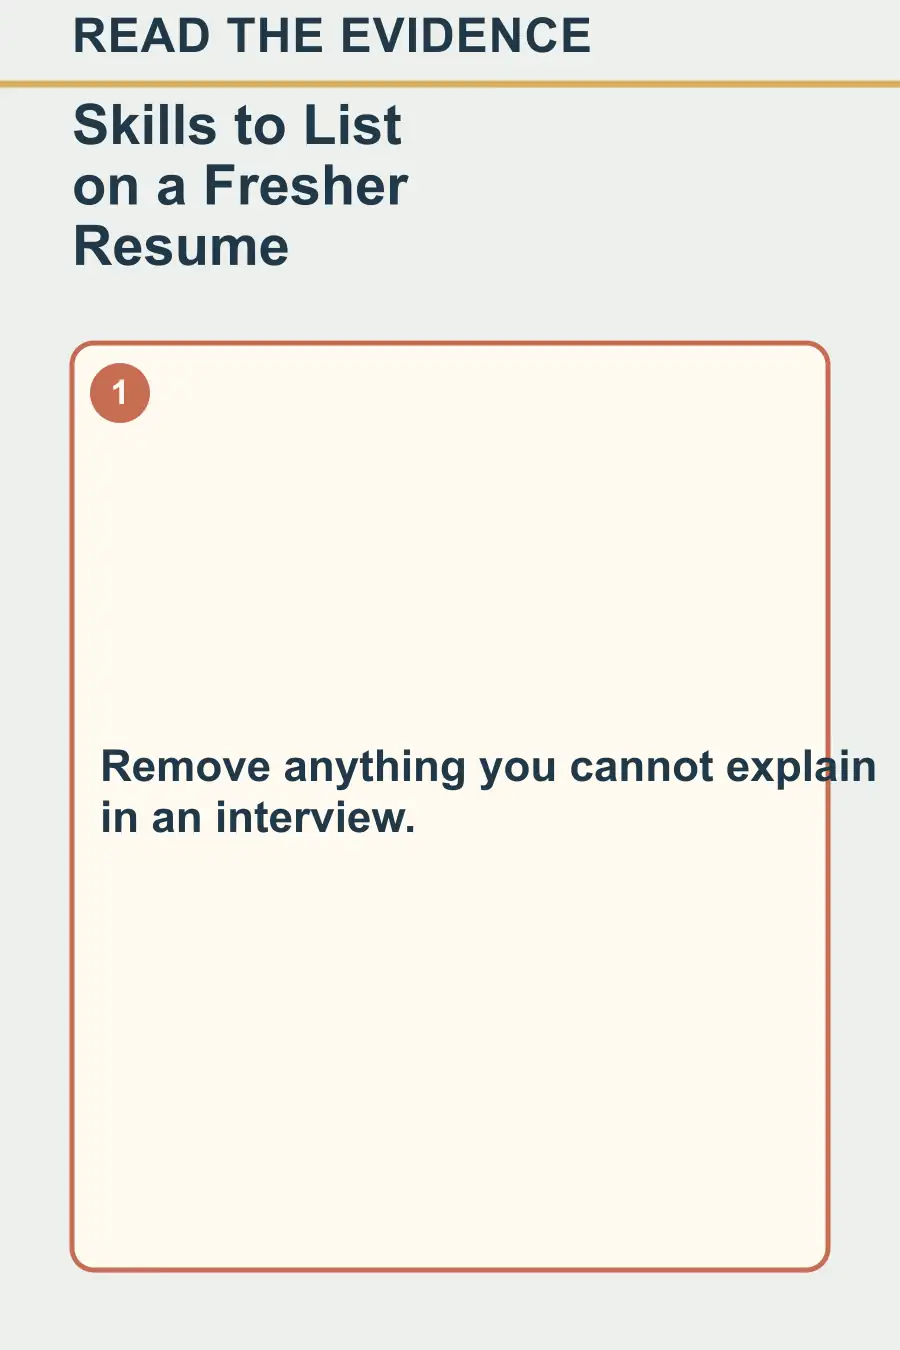 READ THE EVIDENCE
Skills to List
on a Fresher
Resume
1
Remove anything you cannot explain
in an interview.